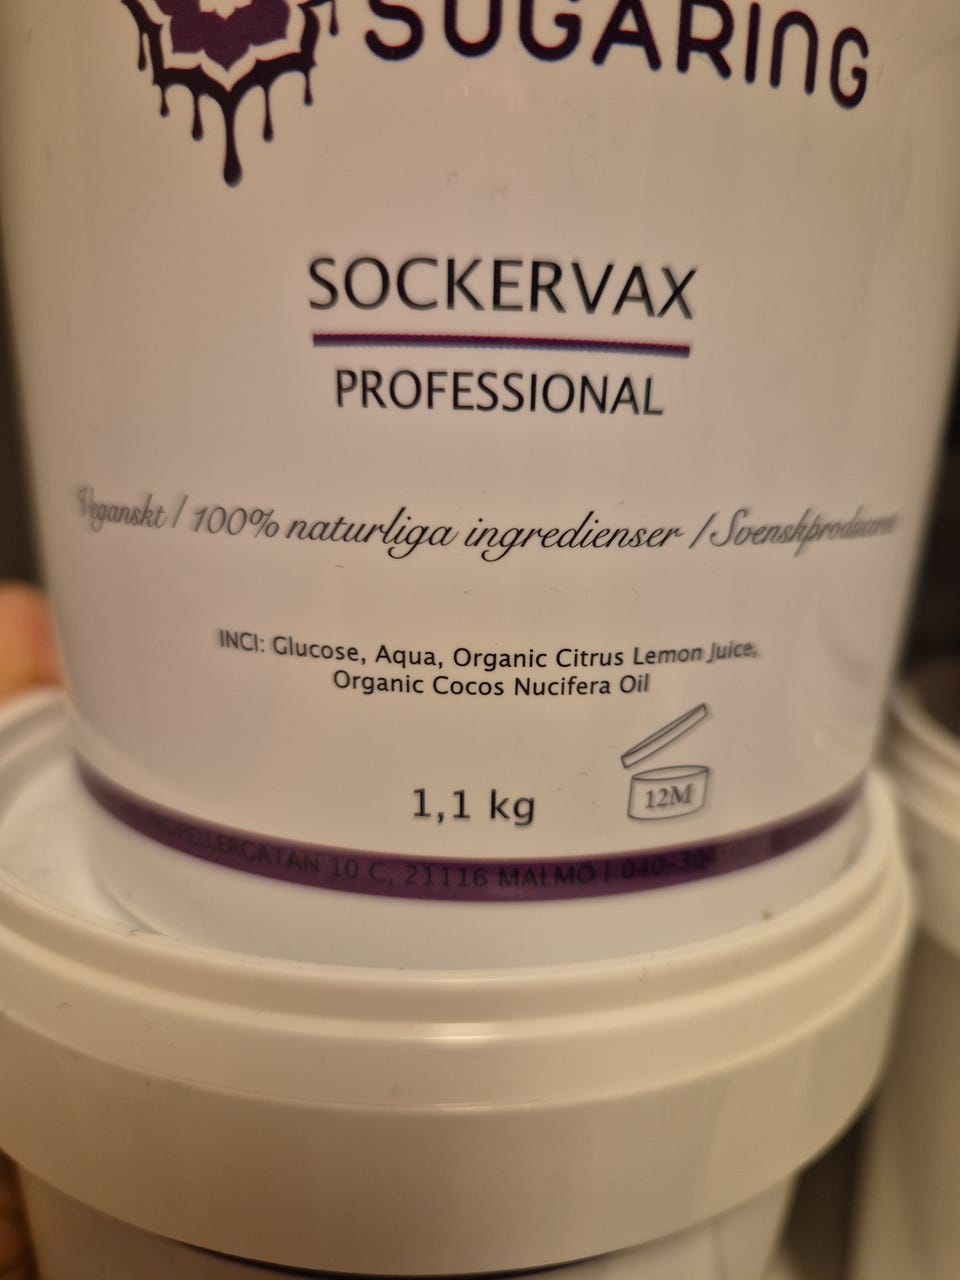 SUGARING
SOCKERVAX
PROFESSIONAL
Veganskt / 100% naturliga ingredienser /
INCI: Glucose, Aqua, Organic Citrus Lemon Juice,
Organic Cocos Nucifera Oil
1,1 kg
12M
10 C, 21116 MALMÖ |